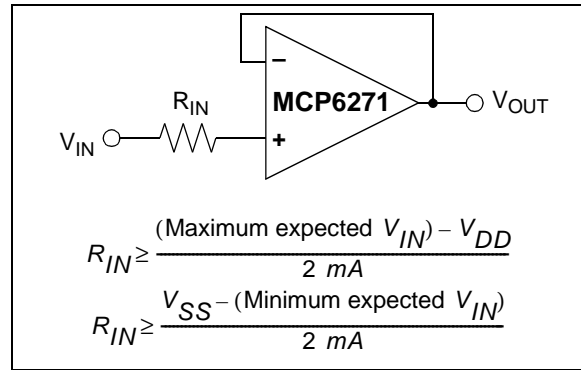 −
R_IN
MCP6271
V_OUT
V_IN
+
R_IN ≥ (Maximum expected V_IN) − V_DD / 2 mA
R_IN ≥ V_SS − (Minimum expected V_IN) / 2 mA